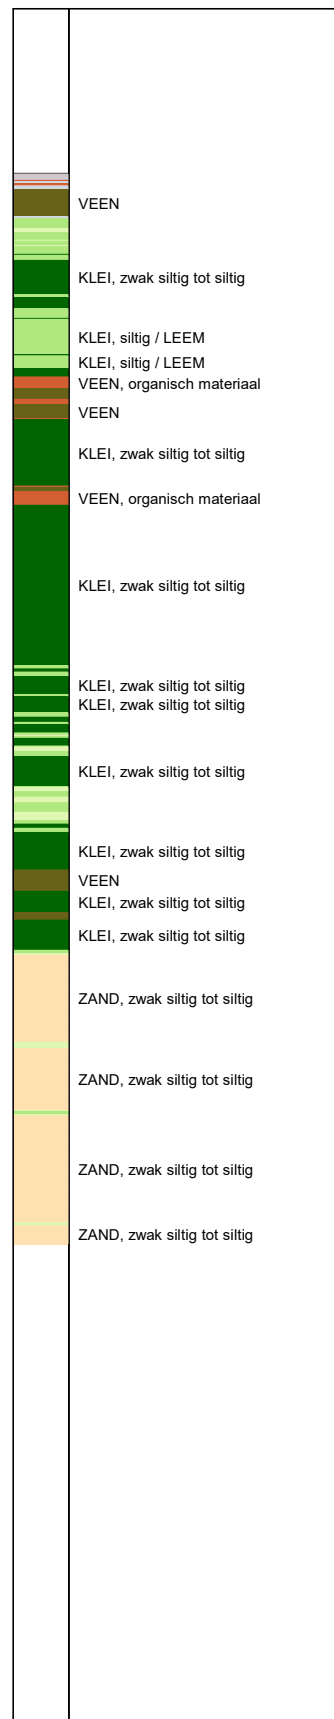 VEEN
KLEI, zwak siltig tot siltig
KLEI, siltig / LEEM
KLEI, siltig / LEEM
VEEN, organisch materiaal
VEEN
KLEI, zwak siltig tot siltig
VEEN, organisch materiaal
KLEI, zwak siltig tot siltig
KLEI, zwak siltig tot siltig
KLEI, zwak siltig tot siltig
KLEI, zwak siltig tot siltig
KLEI, zwak siltig tot siltig
VEEN
KLEI, zwak siltig tot siltig
KLEI, zwak siltig tot siltig
ZAND, zwak siltig tot siltig
ZAND, zwak siltig tot siltig
ZAND, zwak siltig tot siltig
ZAND, zwak siltig tot siltig